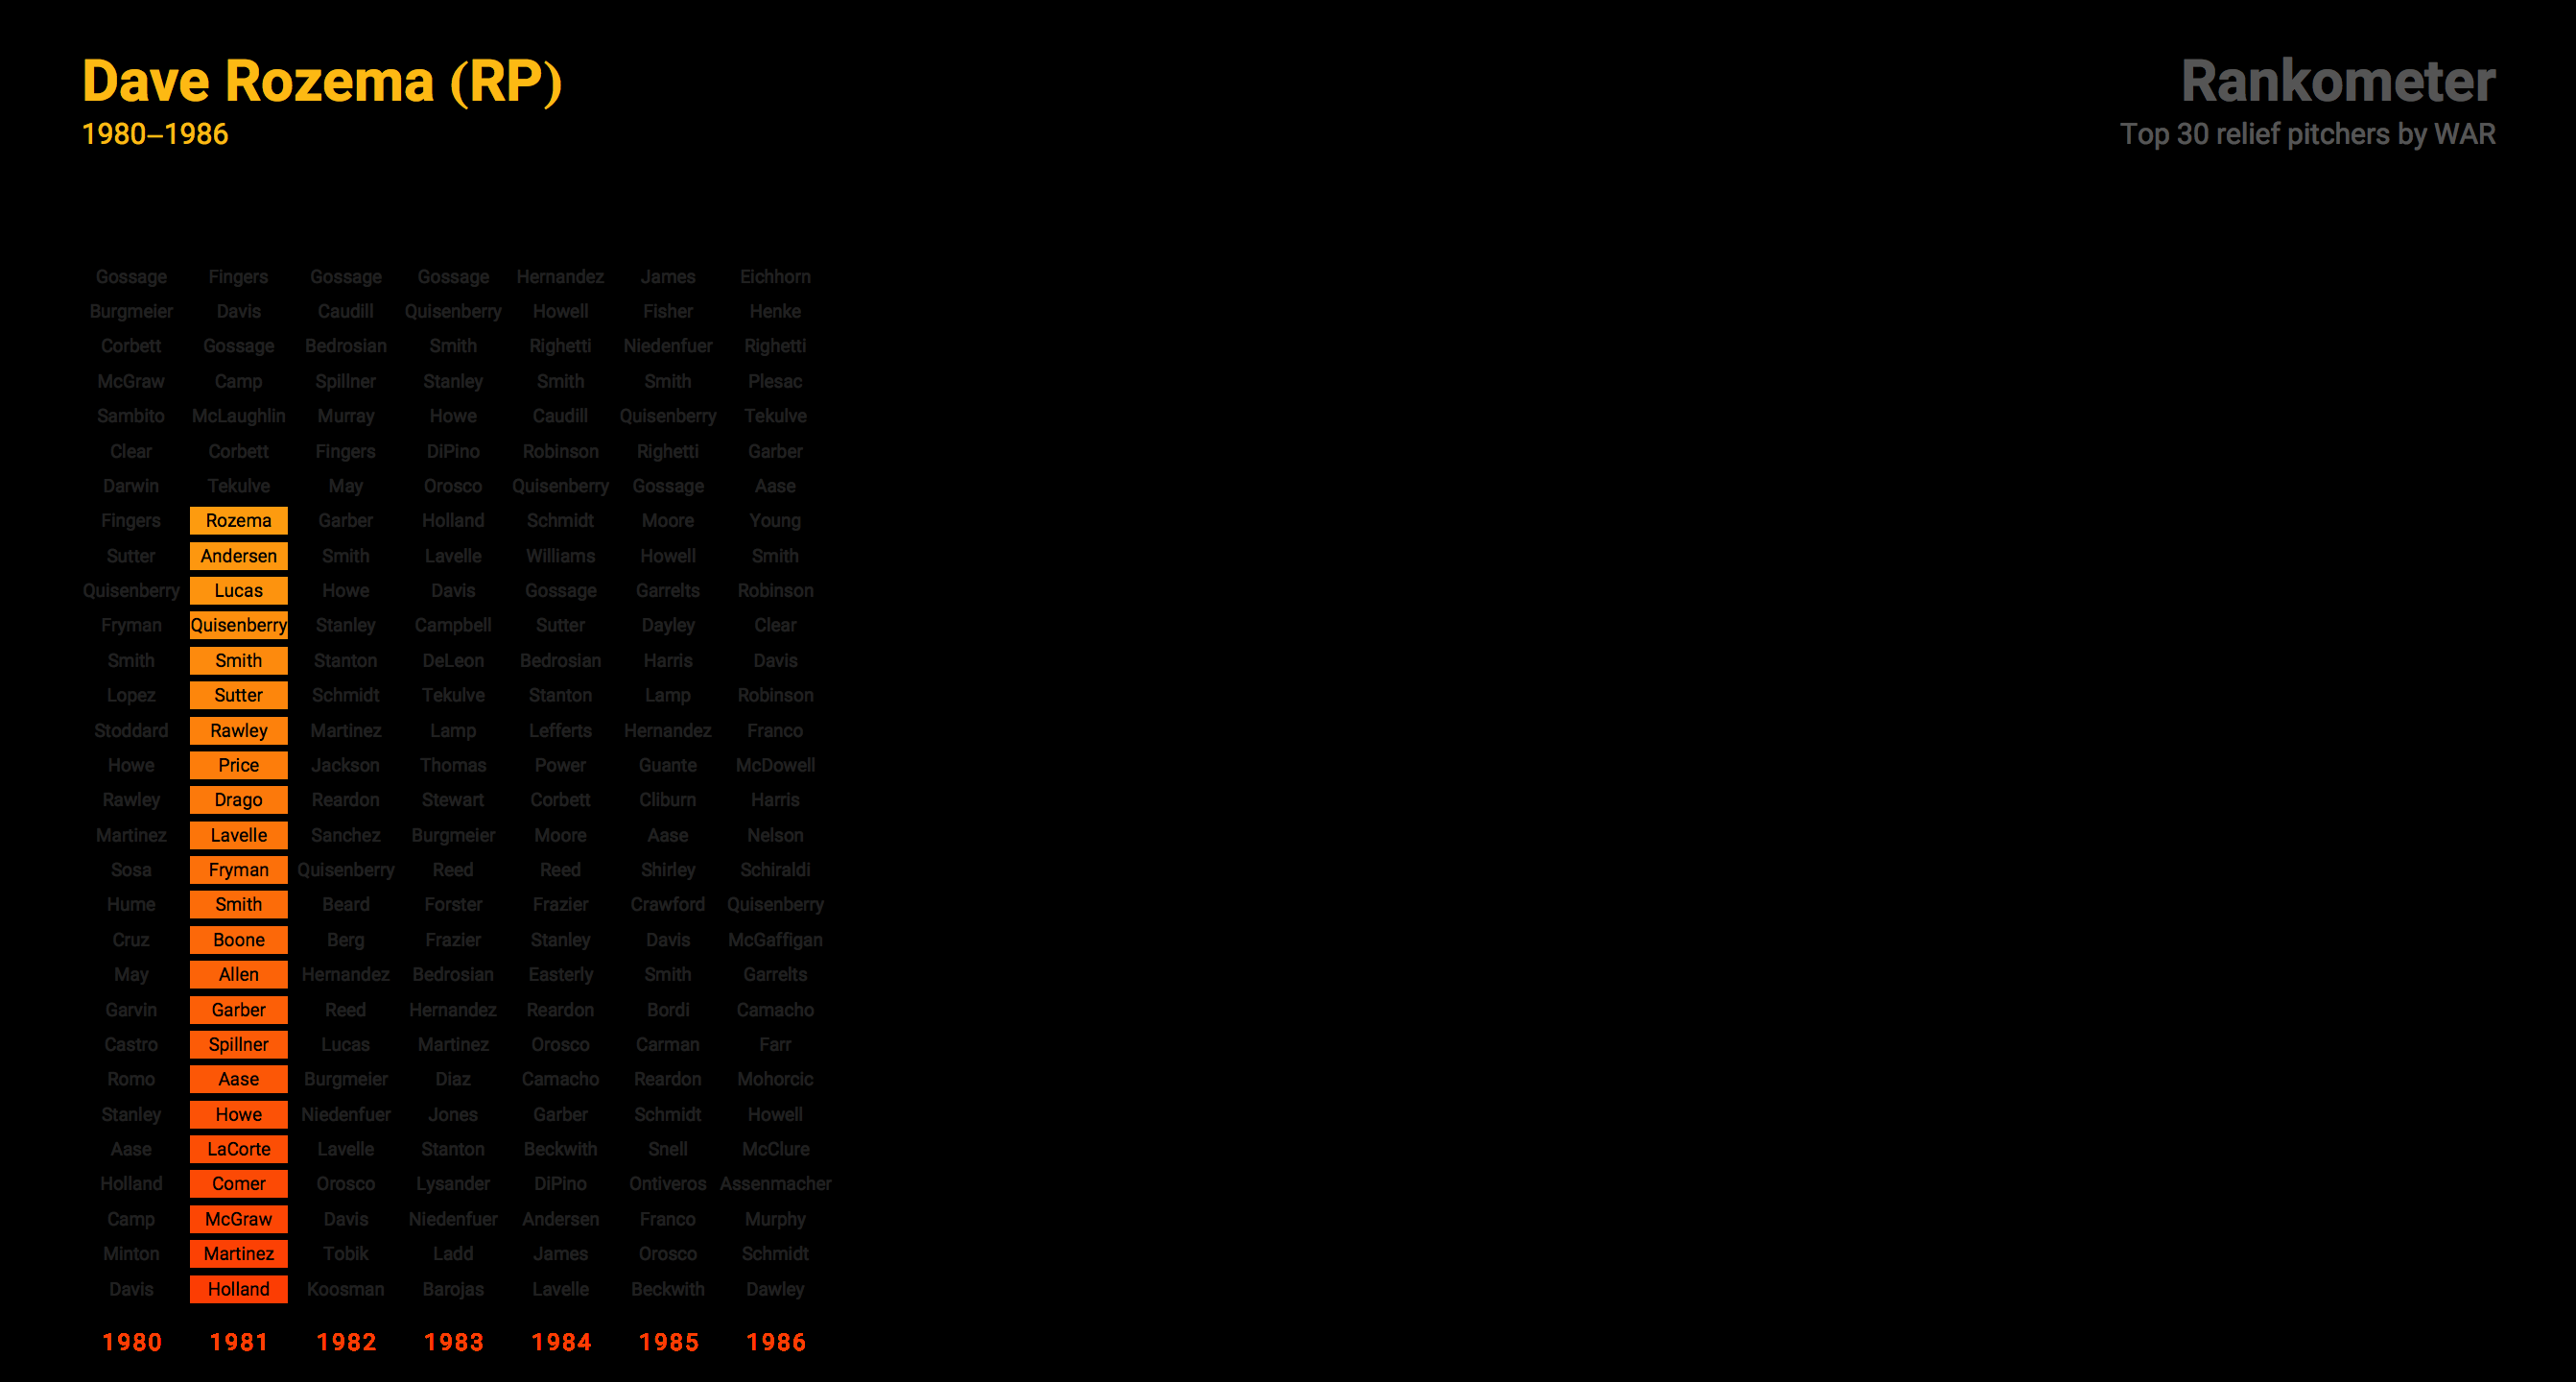 Dave Rozema (RP)
1980–1986
Rankometer
Top 30 relief pitchers by WAR
Gossage Fingers Gossage Gossage Hernandez James Eichhorn
Burgmeier Davis Caudill Quisenberry Howell Fisher Henke
Corbett Gossage Bedrosian Smith Righetti Niedenfuer Righetti
McGraw Camp Spillner Stanley Smith Smith Plesac
Sambito McLaughlin Murray Howe Caudill Quisenberry Tekulve
Clear Corbett Fingers DiPino Robinson Righetti Garber
Darwin Tekulve May Orosco Quisenberry Gossage Aase
Fingers Rozema Garber Holland Schmidt Moore Young
Sutter Andersen Smith Lavelle Williams Howell Smith
Quisenberry Lucas Howe Davis Gossage Garrelts Robinson
Fryman Quisenberry Stanley Campbell Sutter Dayley Clear
Smith Smith Stanton DeLeon Bedrosian Harris Davis
Lopez Sutter Schmidt Tekulve Stanton Lamp Robinson
Stoddard Rawley Martinez Lamp Lefferts Hernandez Franco
Howe Price Jackson Thomas Power Guante McDowell
Rawley Drago Reardon Stewart Corbett Cliburn Harris
Martinez Lavelle Sanchez Burgmeier Moore Aase Nelson
Sosa Fryman Quisenberry Reed Reed Shirley Schiraldi
Hume Smith Beard Forster Frazier Crawford Quisenberry
Cruz Boone Berg Frazier Stanley Davis McGaffigan
May Allen Hernandez Bedrosian Easterly Smith Garrelts
Garvin Garber Reed Hernandez Reardon Bordi Camacho
Castro Spillner Lucas Martinez Orosco Carman Farr
Romo Aase Burgmeier Diaz Camacho Reardon Mohorcic
Stanley Howe Niedenfuer Jones Garber Schmidt Howell
Aase LaCorte Lavelle Stanton Beckwith Snell McClure
Holland Comer Orosco Lysander DiPino Ontiveros Assenmacher
Camp McGraw Davis Niedenfuer Andersen Franco Murphy
Minton Martinez Tobik Ladd James Orosco Schmidt
Davis Holland Koosman Barojas Lavelle Beckwith Dawley
1980 1981 1982 1983 1984 1985 1986